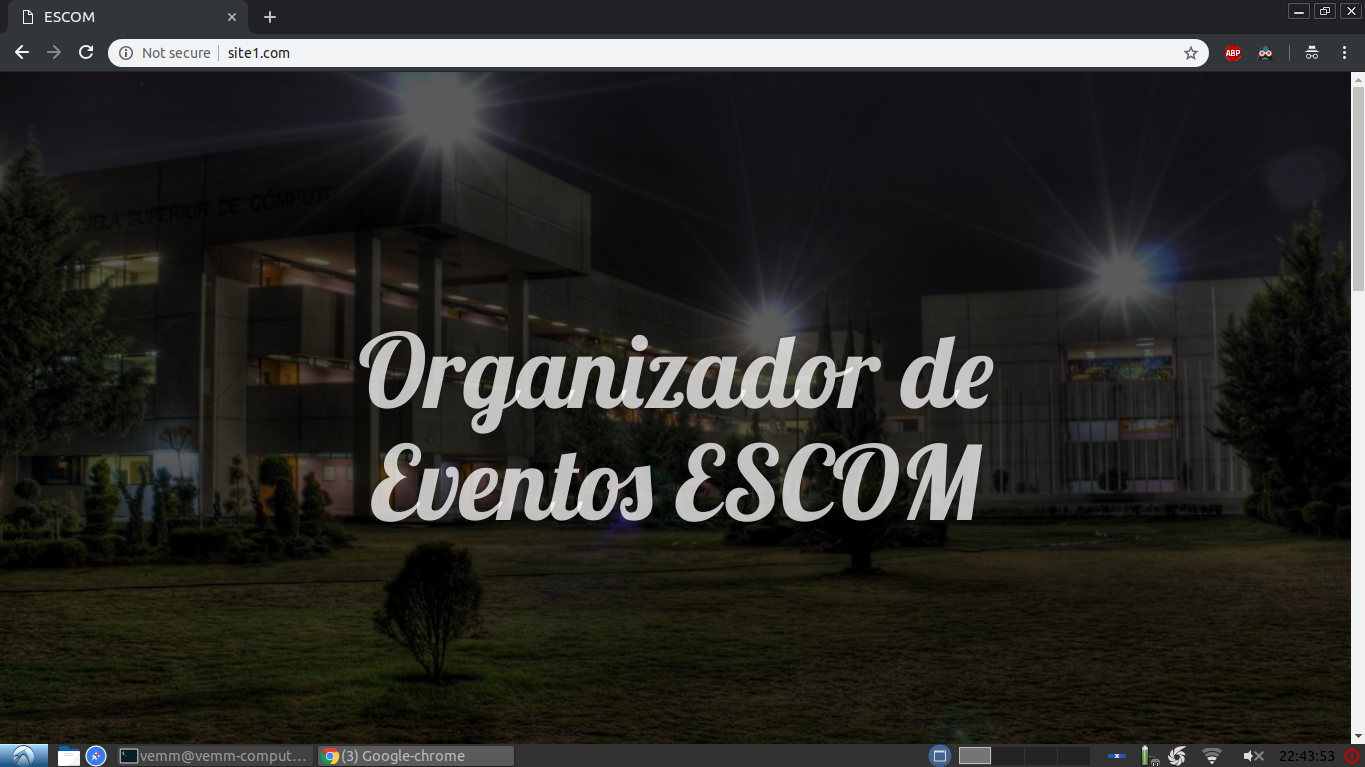 ESCOM
Not secure
site1.com
ABP
UELA SUPERIOR DE CÓMPUTO
Organizador de
Eventos ESCOM
vemm@vemm-comput...
(3) Google-chrome
22:43:53